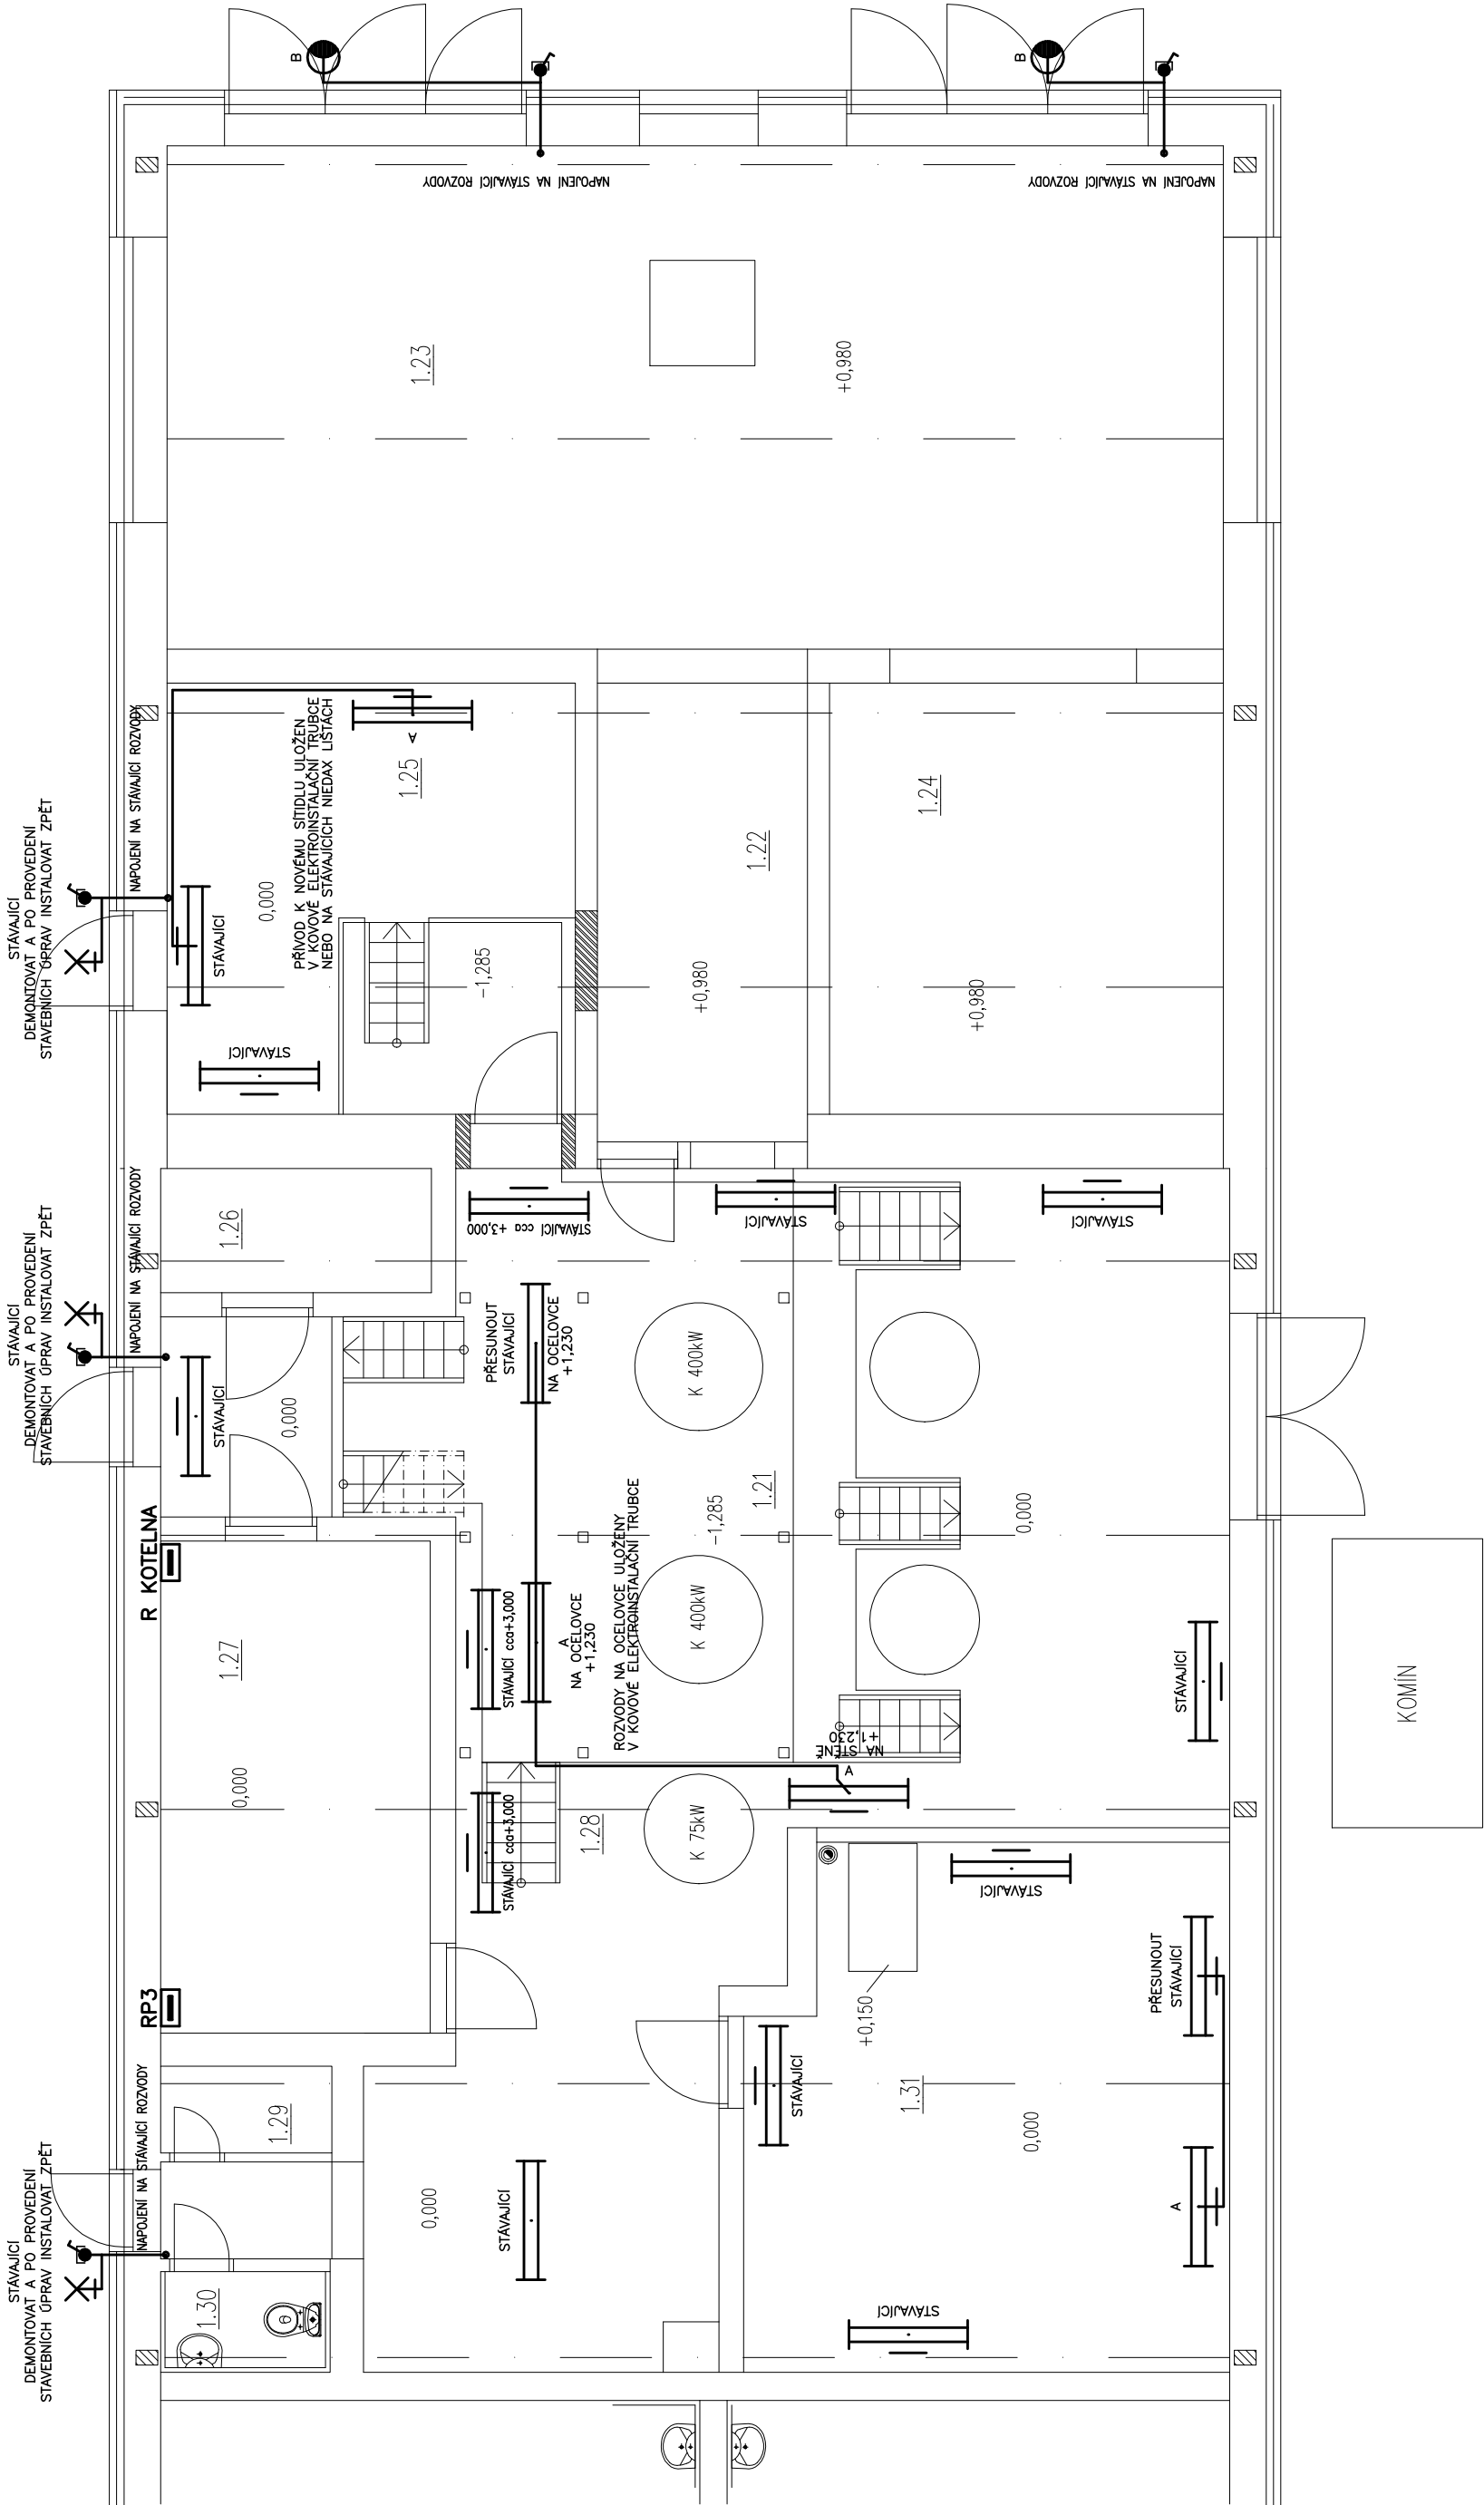 B
B
NAPOJENÍ NA STÁVAJÍCÍ ROZVODY
NAPOJENÍ NA STÁVAJÍCÍ ROZVODY
1.23
+0,980
NAPOJENÍ NA STÁVAJÍCÍ ROZVODY
STÁVAJÍCÍ
DEMONTOVAT A PO PROVEDENÍ
STAVEBNÍCH ÚPRAV INSTALOVAT ZPĚT
PŘÍVOD K NOVÉMU SÍTIDLU ULOŽEN
V KOVOVÉ ELEKTROINSTALAČNÍ TRUBCE
NEBO NA STÁVAJÍCÍCH NIEDAX LIŠTÁCH
A
1.25
0,000
STÁVAJÍCÍ
STÁVAJÍCÍ
-1,285
1.22
+0,980
1.24
+0,980
STÁVAJÍCÍ
DEMONTOVAT A PO PROVEDENÍ
STAVEBNÍCH ÚPRAV INSTALOVAT ZPĚT
NAPOJENÍ NA STÁVAJÍCÍ ROZVODY
1.26
STÁVAJÍCÍ cca +3,000
STÁVAJÍCÍ
STÁVAJÍCÍ
STÁVAJÍCÍ
0,000
PŘESUNOUT
STÁVAJÍCÍ
NA OCELOVCE
+1,230
K 400kW
1.21
-1,285
0,000
R KOTELNA
1.27
0,000
STÁVAJÍCÍ cca+3,000
A
NA OCELOVCE
+1,230
ROZVODY NA OCELOVCE ULOŽENY
V KOVOVÉ ELEKTROINSTALAČNÍ TRUBCE
K 400kW
STÁVAJÍCÍ
KOMÍN
NA STĚNĚ
+1,230
A
STÁVAJÍCÍ cca+3,000
1.28
K 75kW
STÁVAJÍCÍ
RP3
+0,150
PŘESUNOUT
STÁVAJÍCÍ
STÁVAJÍCÍ
1.31
0,000
A
STÁVAJÍCÍ
DEMONTOVAT A PO PROVEDENÍ
STAVEBNÍCH ÚPRAV INSTALOVAT ZPĚT
NAPOJENÍ NA STÁVAJÍCÍ ROZVODY
1.29
0,000
STÁVAJÍCÍ
1.30
STÁVAJÍCÍ